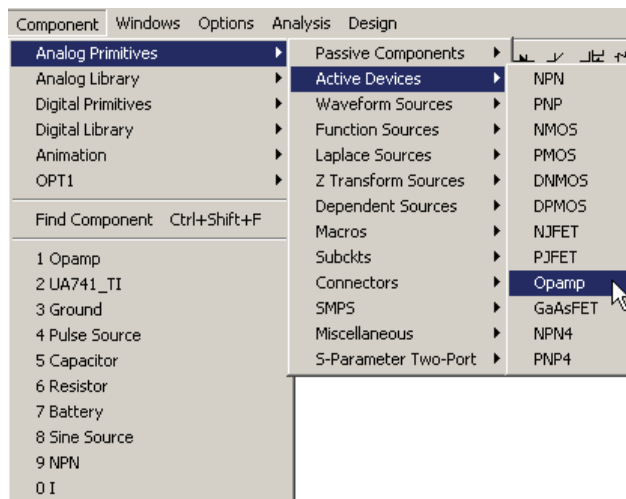 Component Windows Options Analysis Design
Analog Primitives
Analog Library
Digital Primitives
Digital Library
Animation
OPT1
Find Component Ctrl+Shift+F
1 Opamp
2 UA741_TI
3 Ground
4 Pulse Source
5 Capacitor
6 Resistor
7 Battery
8 Sine Source
9 NPN
0 I
Passive Components
Active Devices
Waveform Sources
Function Sources
Laplace Sources
Z Transform Sources
Dependent Sources
Macros
Subckts
Connectors
SMPS
Miscellaneous
S-Parameter Two-Port
NPN
PNP
NMOS
PMOS
DNMOS
DPMOS
NJFET
PJFET
Opamp
GaAsFET
NPN4
PNP4